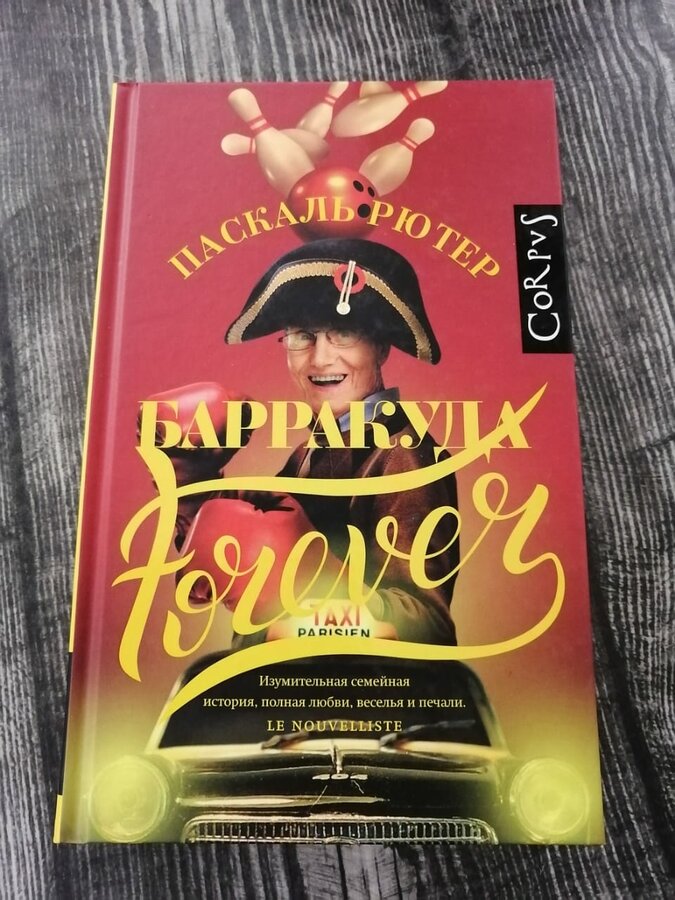 ПАСКАЛЬ РЮТЕР
CORPVS
БАРРАКУДА
Forever
TAXI
PARISIEN
Изумительная семейная
история, полная любви, веселья и печали.
LE NOUVELLISTE
404